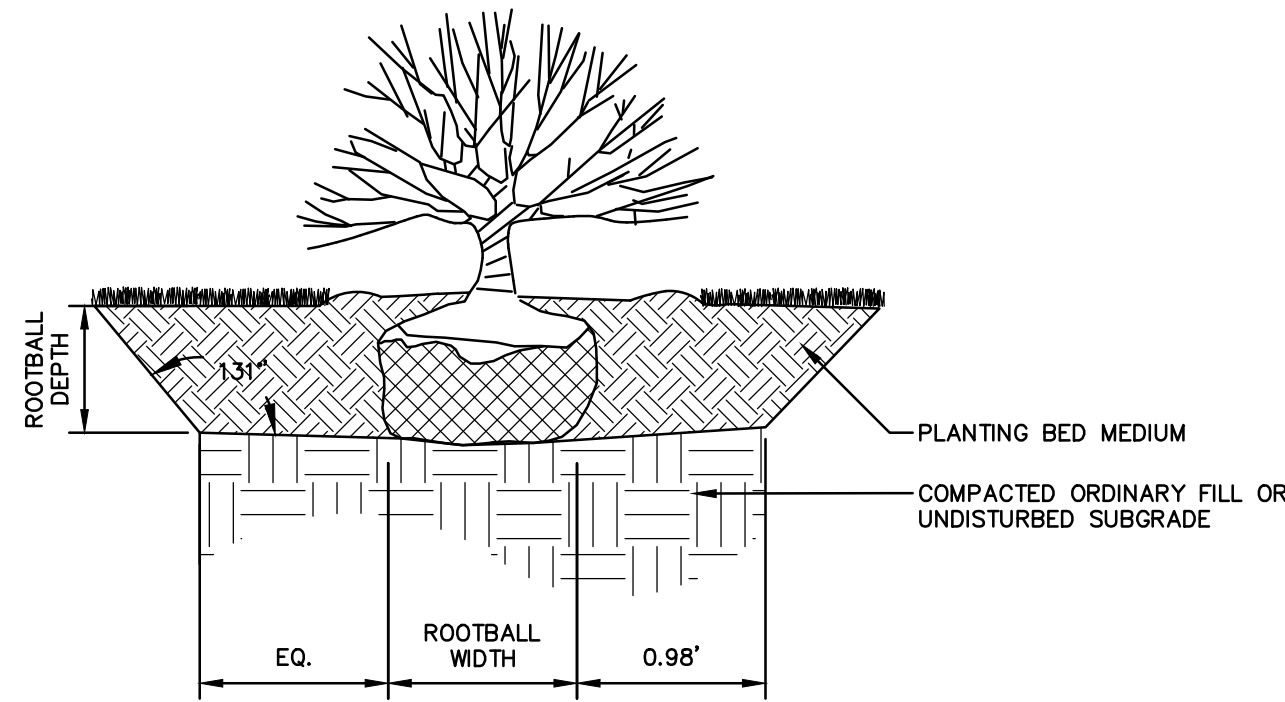 ROOTBALL
DEPTH
131°
PLANTING BED MEDIUM
COMPACTED ORDINARY FILL OR
UNDISTURBED SUBGRADE
EQ.
ROOTBALL
WIDTH
0.98'